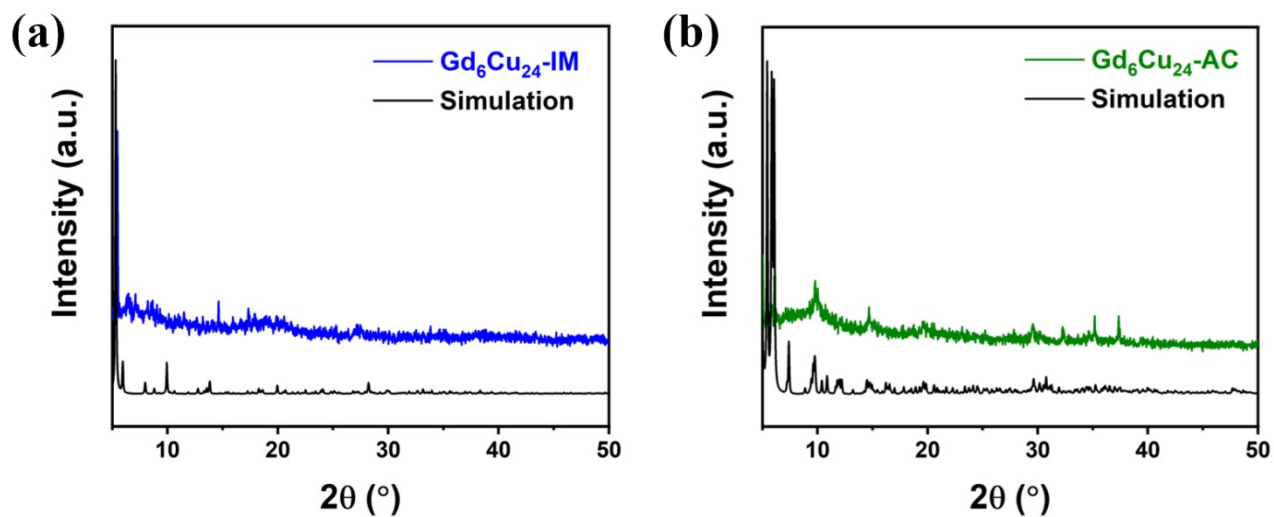 (a)
Gd₆Cu₂₄-IM
Simulation
Intensity (a.u.)
10
20
30
40
50
2θ (°)
(b)
Gd₆Cu₂₄-AC
Simulation
Intensity (a.u.)
10
20
30
40
50
2θ (°)